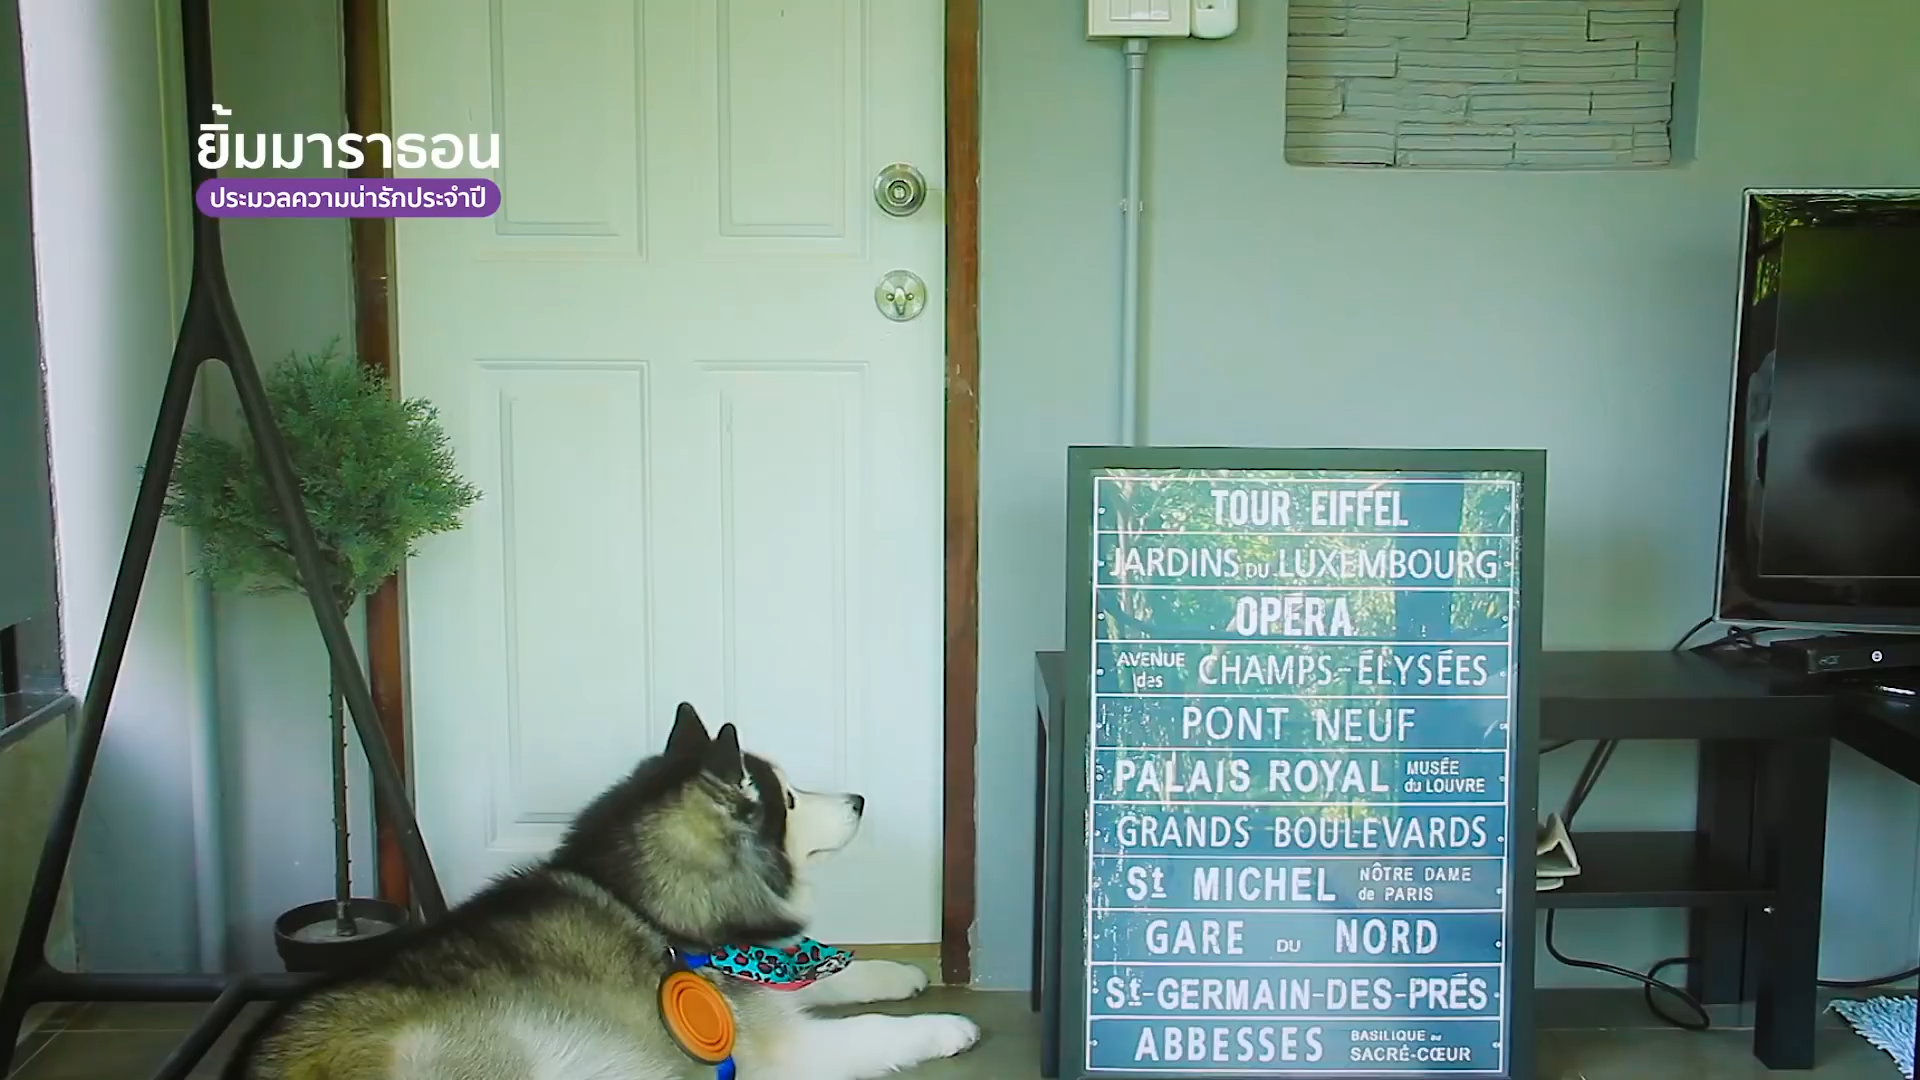 ยิ้มมาราธอน
ประมวลความน่ารักประจำปี
TOUR EIFFEL
JARDINS DU LUXEMBOURG
OPÉRA
AVENUE des CHAMPS-ÉLYSÉES
PONT NEUF
PALAIS ROYAL MUSÉE du LOUVRE
GRANDS BOULEVARDS
St MICHEL NÔTRE DAME de PARIS
GARE DU NORD
St-GERMAIN-DES-PRÉS
ABBESSES BASILIQUE du SACRÉ-CŒUR